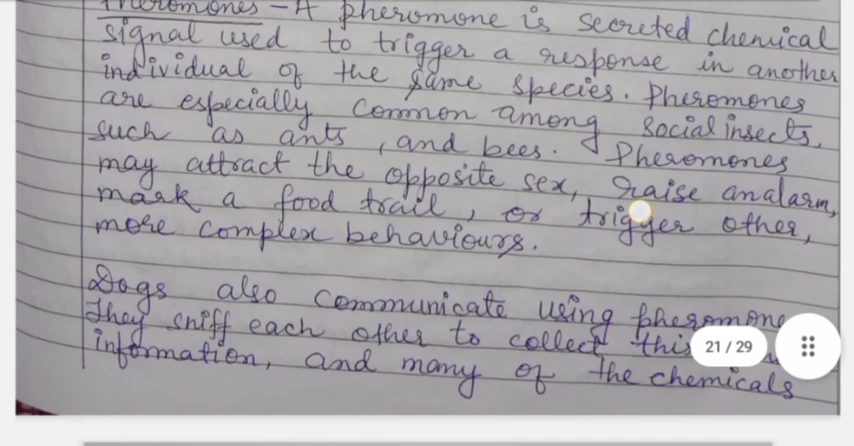 Pheromones - A pheromone is secreted chemical
signal used to trigger a response in another
individual of the same species. Pheromones
are especially common among social insects,
such as ants, and bees. Pheromones
may attract the opposite sex, raise an alarm,
mark a food trail, or trigger other,
more complex behaviours.
Dogs also communicate using pheromone
They sniff each other to collect this
information, and many of the chemicals
21 / 29